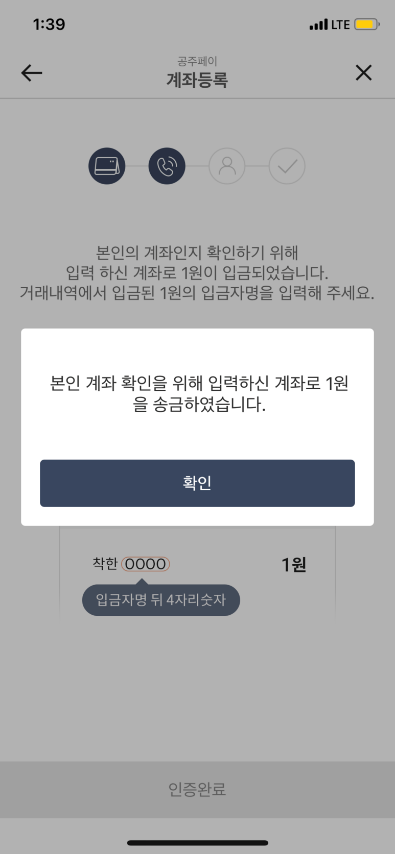 1:39
LTE
공주페이
계좌등록
본인의 계좌인지 확인하기 위해
입력 하신 계좌로 1원이 입금되었습니다.
거래내역에서 입금된 1원의 입금자명을 입력해 주세요.
본인 계좌 확인을 위해 입력하신 계좌로 1원
을 송금하였습니다.
확인
착한 OOOO 1원
입금자명 뒤 4자리숫자
인증완료